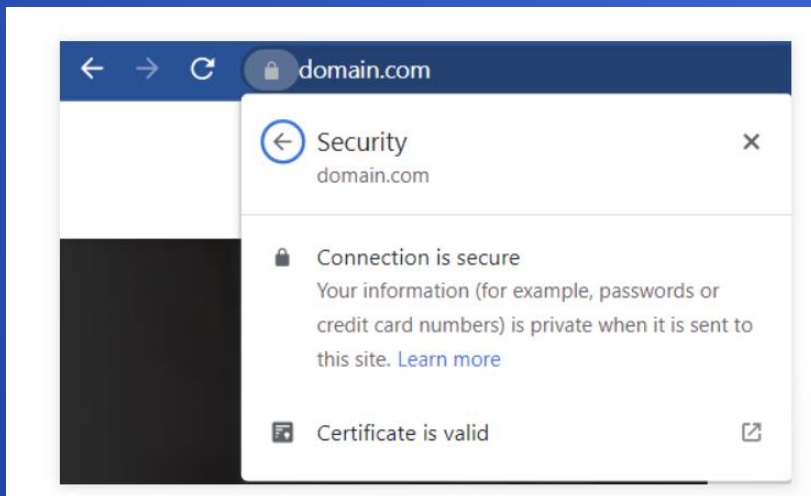 domain.com
Security
domain.com
Connection is secure
Your information (for example, passwords or
credit card numbers) is private when it is sent to
this site. Learn more
Certificate is valid